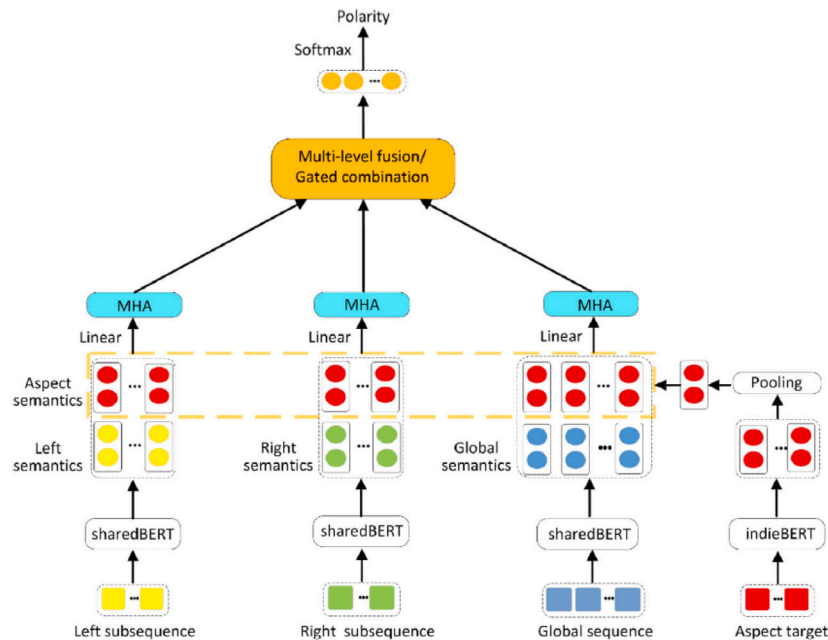 Polarity
Softmax
Multi-level fusion/
Gated combination
MHA
MHA
MHA
Linear
Linear
Linear
Aspect
semantics
Pooling
Left
semantics
Right
semantics
Global
semantics
sharedBERT
sharedBERT
sharedBERT
indieBERT
Left subsequence
Right subsequence
Global sequence
Aspect target